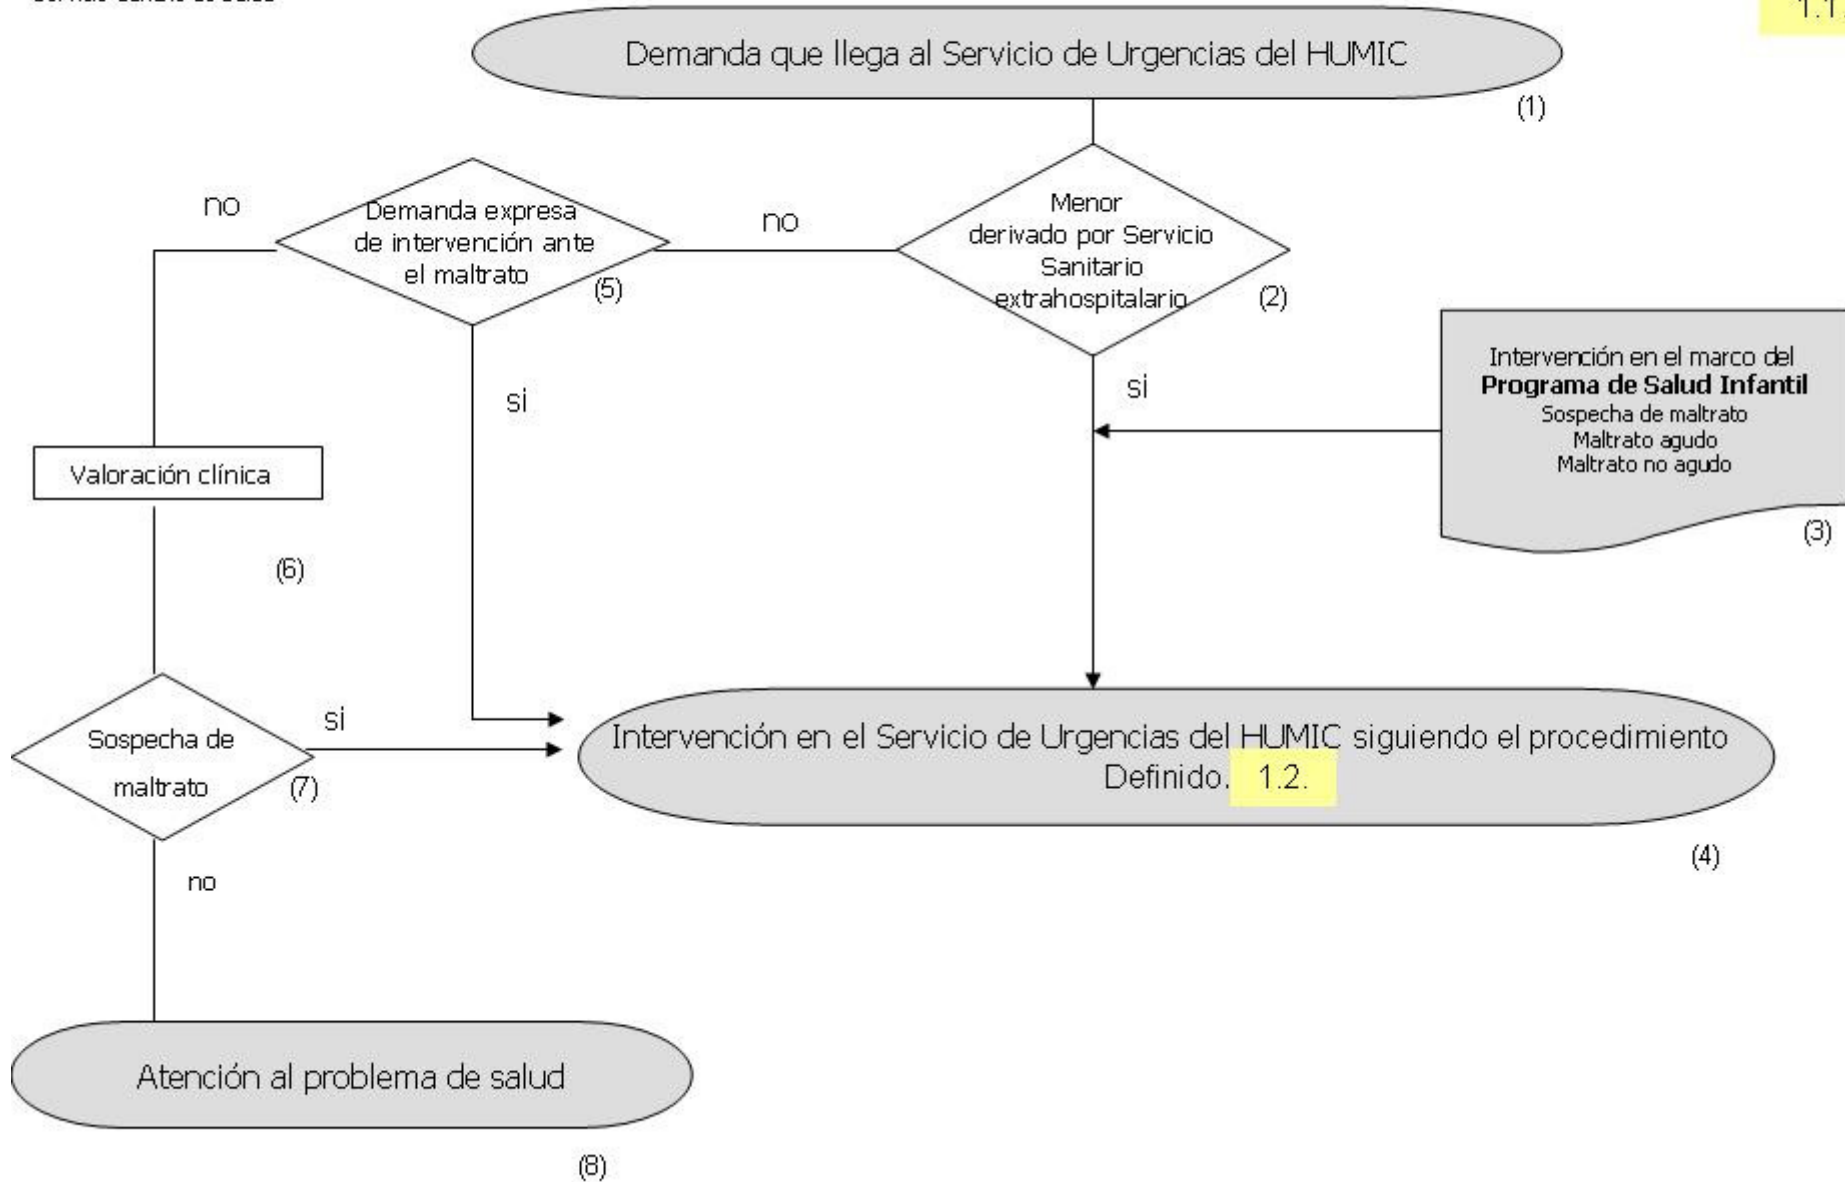 1.1.
Demanda que llega al Servicio de Urgencias del HUMIC
(1)
Menor
derivado por Servicio
Sanitario
extrahospitalario
(2)
no
Demanda expresa
de intervención ante
el maltrato
(5)
no
si
si
Intervención en el marco del
Programa de Salud Infantil
Sospecha de maltrato
Maltrato agudo
Maltrato no agudo
(3)
Valoración clínica
(6)
Sospecha de
maltrato
(7)
si
Intervención en el Servicio de Urgencias del HUMIC siguiendo el procedimiento
Definido. 1.2.
(4)
no
Atención al problema de salud
(8)